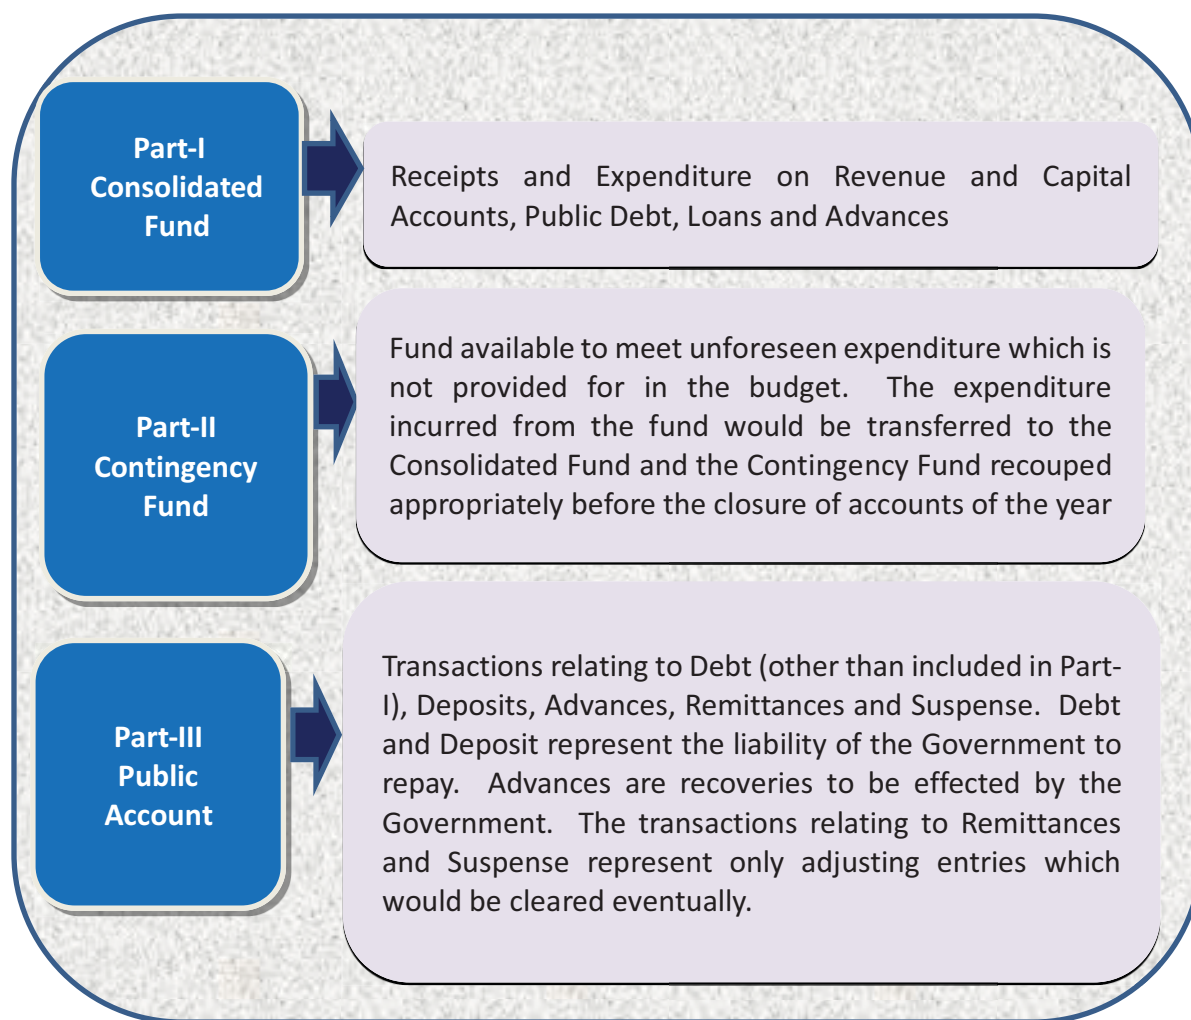 Part-I
Consolidated
Fund
Receipts and Expenditure on Revenue and Capital
Accounts, Public Debt, Loans and Advances
Part-II
Contingency
Fund
Fund available to meet unforeseen expenditure which is
not provided for in the budget. The expenditure
incurred from the fund would be transferred to the
Consolidated Fund and the Contingency Fund recouped
appropriately before the closure of accounts of the year
Part-III
Public
Account
Transactions relating to Debt (other than included in Part-
I), Deposits, Advances, Remittances and Suspense. Debt
and Deposit represent the liability of the Government to
repay. Advances are recoveries to be effected by the
Government. The transactions relating to Remittances
and Suspense represent only adjusting entries which
would be cleared eventually.